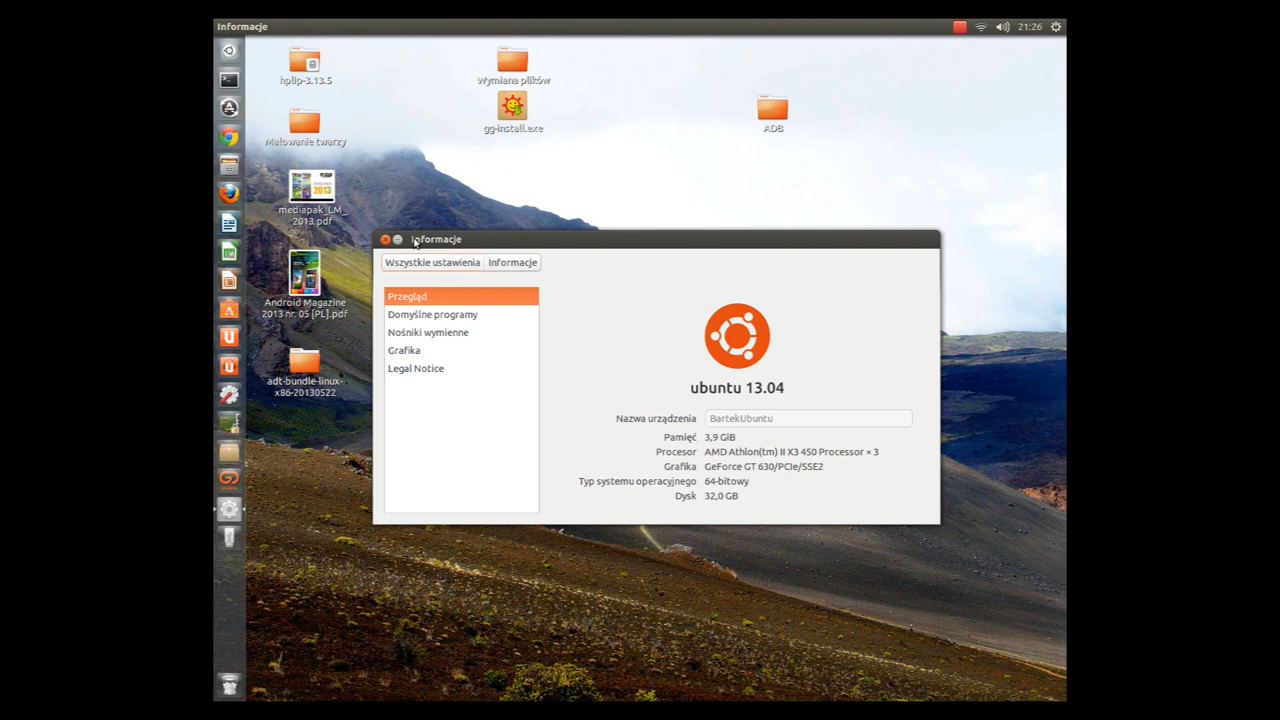 Informacje
21:26
hplip-3.13.5
Wymiana plików
gg-install.exe
ADB
Malowanie twarzy
mediapak_LM_
2013.pdf
Android Magazine
2013 nr. 05 [PL].pdf
adt-bundle-linux-
x86-20130522
Informacje
Wszystkie ustawienia Informacje
Przegląd
Domyślne programy
Nośniki wymienne
Grafika
Legal Notice
ubuntu 13.04
Nazwa urządzenia BartekUbuntu
Pamięć 3,9 GiB
Procesor AMD Athlon(tm) II X3 450 Processor × 3
Grafika GeForce GT 630/PCIe/SSE2
Typ systemu operacyjnego 64-bitowy
Dysk 32,0 GB